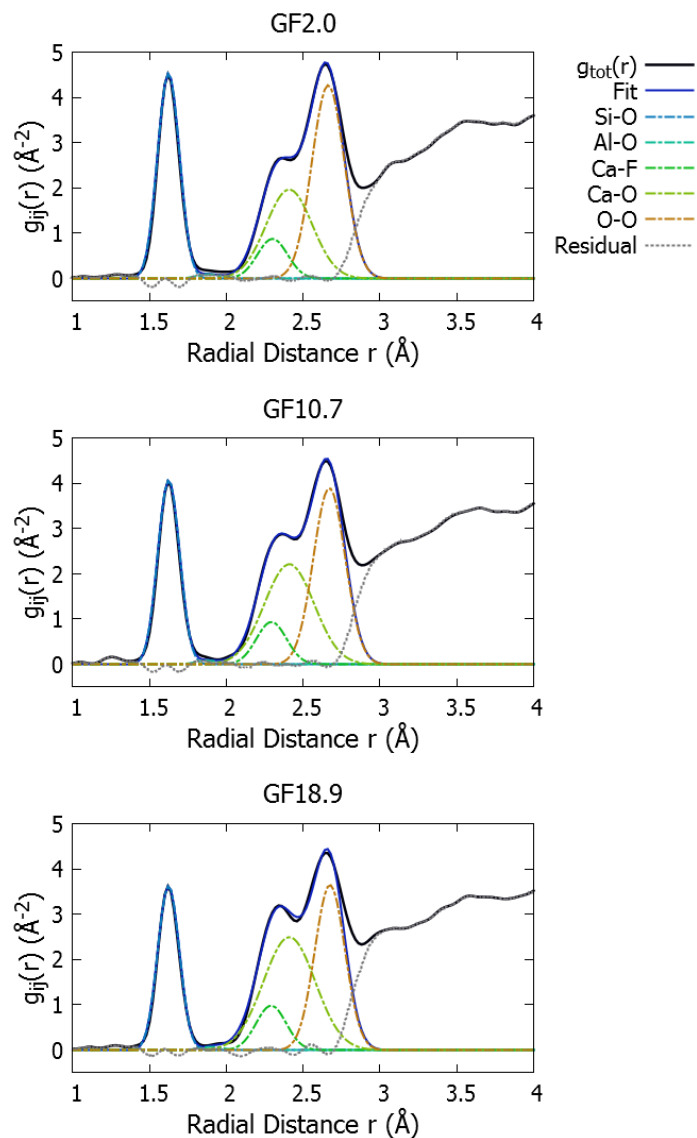 GF2.0
g_ij(r) (Å^-2)
5
4
3
2
1
0
1 1.5 2 2.5 3 3.5 4
Radial Distance r (Å)
g_tot(r)
Fit
Si-O
Al-O
Ca-F
Ca-O
O-O
Residual
GF10.7
g_ij(r) (Å^-2)
5
4
3
2
1
0
1 1.5 2 2.5 3 3.5 4
Radial Distance r (Å)
GF18.9
g_ij(r) (Å^-2)
5
4
3
2
1
0
1 1.5 2 2.5 3 3.5 4
Radial Distance r (Å)